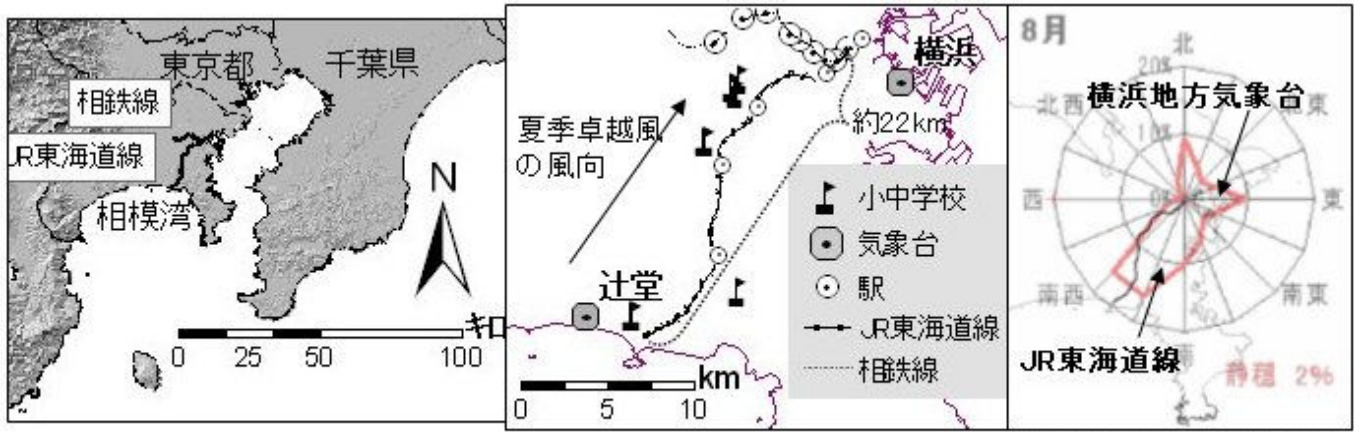 東京都
千葉県
相鉄線
JR東海道線
相模湾
N
キロ
0 25 50 100
横浜
約22km
夏季卓越風
の風向
辻堂
小中学校
気象台
駅
JR東海道線
相鉄線
km
0 5 10
8月
北
20%
横浜地方気象台
北西
北東
10%
0%
西
東
南西
南東
南
JR東海道線
静穏 2%